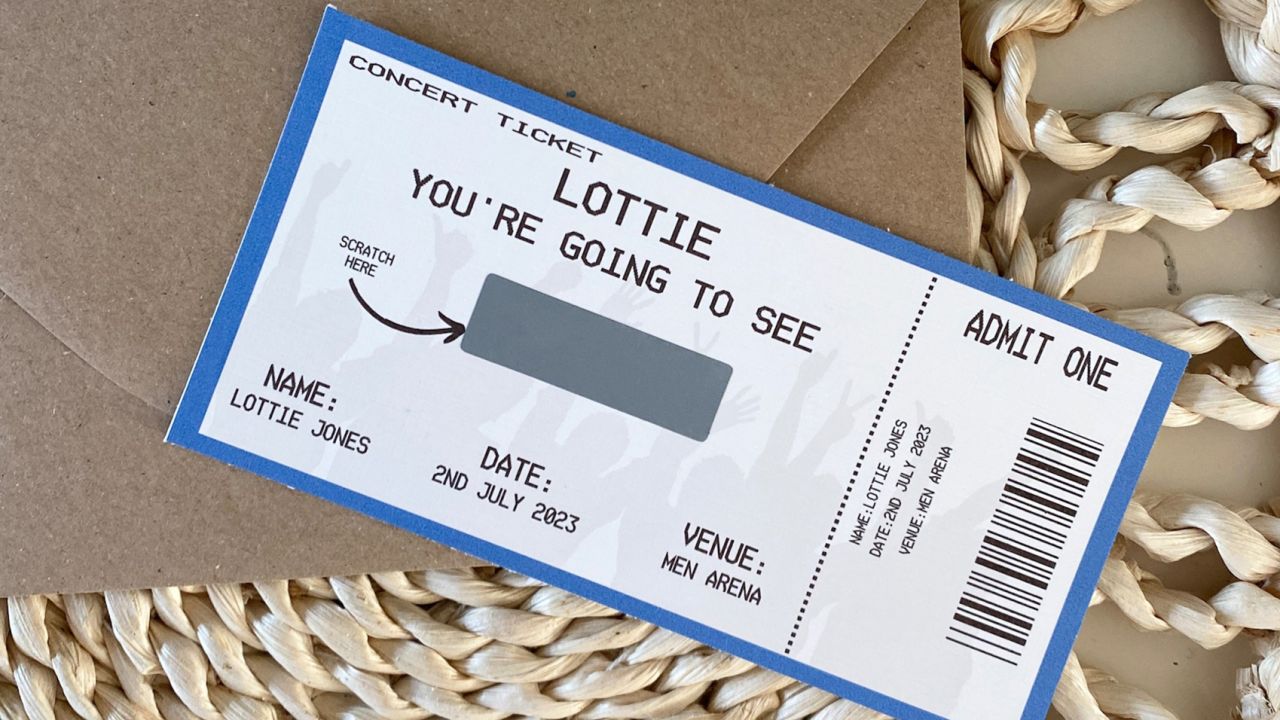 CONCERT TICKET
LOTTIE
YOU'RE GOING TO SEE
SCRATCH
HERE
NAME:
LOTTIE JONES
DATE:
2ND JULY 2023
VENUE:
MEN ARENA
ADMIT ONE
NAME:LOTTIE JONES
DATE:2ND JULY 2023
VENUE:MEN ARENA